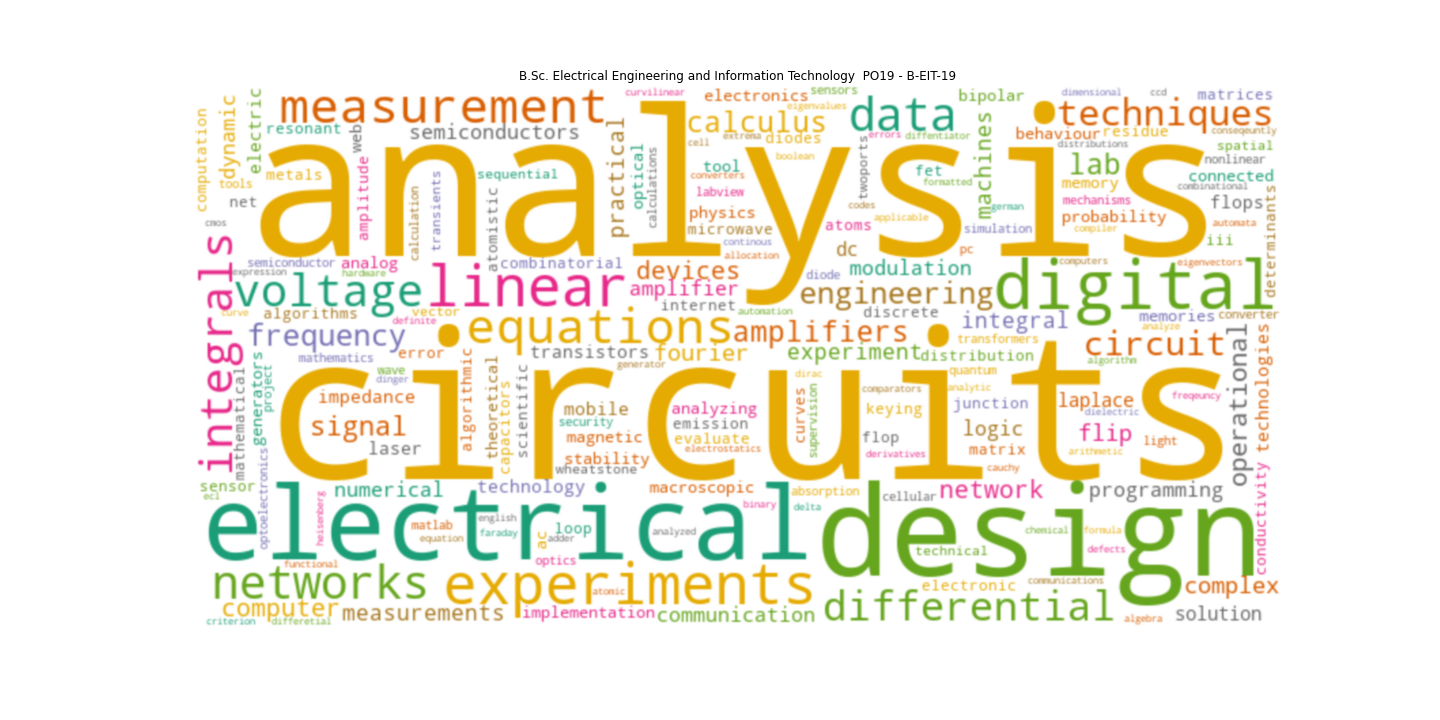 B.Sc. Electrical Engineering and Information Technology  PO19 - B-EIT-19
analysis
circuits
electrical
design
digital
linear
experiments
differential
networks
voltage
equations
measurement
data
techniques
calculus
integrals
lab
engineering
frequency
circuit
signal
flip
network
complex
computer
measurements
communication
implementation
solution
programming
operational
technologies
conductivity
electronics
curvilinear
sensors
eigenvalues
bipolar
dimensional
ccd
matrices
computation
dynamic
electric
resonant
web
semiconductors
practical
extrema
diodes
errors
differentiator
behaviour
residue
conseqeuntly
distributions
spatial
nonlinear
connected
cell
boolean
twoports
machines
metals
tools
net
cmos
amplitude
calculation
transients
sequential
atomistic
optical
calculations
tool
converters
labview
physics
microwave
continous
allocation
fet
formatted
codes
applicable
german
atoms
simulation
memory
mechanisms
probability
compiler
combinational
flops
automata
iii
determinants
dc
pc
semiconductor
expression
analog
hardware
combinatorial
devices
amplifier
internet
automation
diode
modulation
discrete
computers
eigenvectors
memories
converter
analyze
curve
algorithms
vector
definite
amplifiers
integral
transformers
mathematics
error
wave
dinger
transistors
fourier
generator
experiment
distribution
quantum
analytic
algorithm
dirac
comparators
mathematical
generators
project
impedance
algorithmic
theoretical
capacitors
scientific
mobile
security
magnetic
stability
wheatstone
analyzing
emission
evaluate
electrostatics
curves
supervision
keying
flop
derivatives
junction
logic
matrix
cauchy
laplace
dielectric
freqeuncy
light
arithmetic
laser
sensor
ecl
optoelectronics
heisenberg
numerical
technology
macroscopic
binary
absorption
delta
cellular
matlab
equation
english
faraday
ac
loop
adder
analyzed
optics
atomic
functional
technical
chemical
formula
defects
electronic
communications
criterion
differetial
algebra